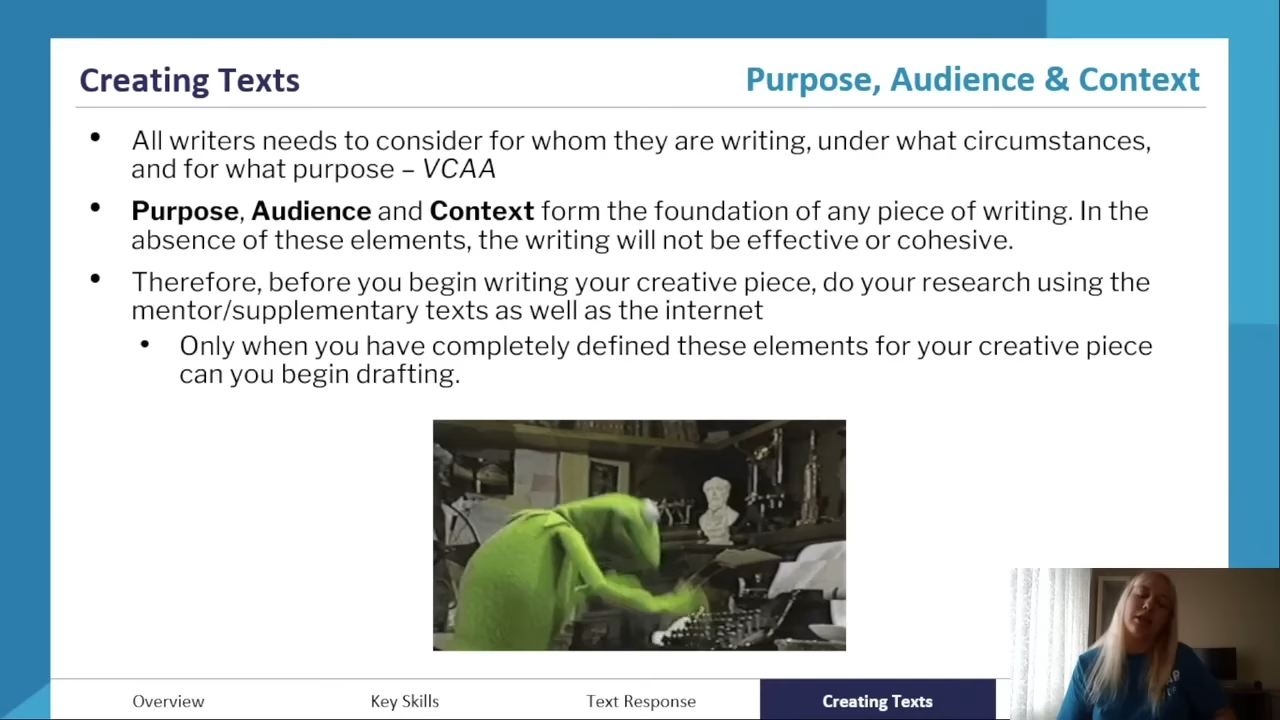 Creating Texts
Purpose, Audience & Context
• All writers needs to consider for whom they are writing, under what circumstances,
and for what purpose – VCAA
• Purpose, Audience and Context form the foundation of any piece of writing. In the
absence of these elements, the writing will not be effective or cohesive.
• Therefore, before you begin writing your creative piece, do your research using the
mentor/supplementary texts as well as the internet
• Only when you have completely defined these elements for your creative piece
can you begin drafting.
Overview
Key Skills
Text Response
Creating Texts